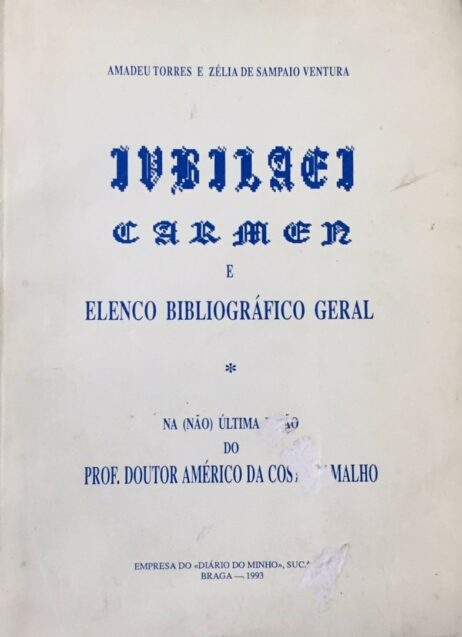 AMADEU TORRES E ZÉLIA DE SAMPAIO VENTURA
IVBILAEI
CARMEN
E
ELENCO BIBLIOGRÁFICO GERAL
*
NA (NÃO) ÚLTIMA
DO
PROF. DOUTOR AMÉRICO DA
EMPRESA DO «DIÁRIO DO MINHO»,
BRAGA — 1993